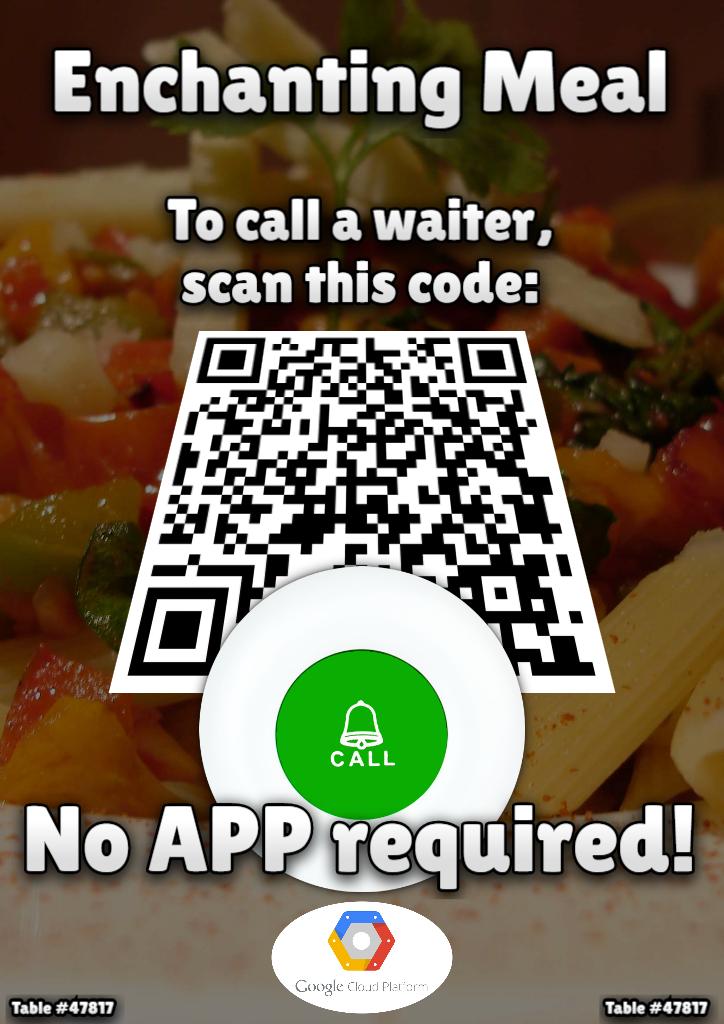 Enchanting Meal
To call a waiter,
scan this code:
CALL
No APP required!
Google Cloud Platform
Table #47817
Table #47817